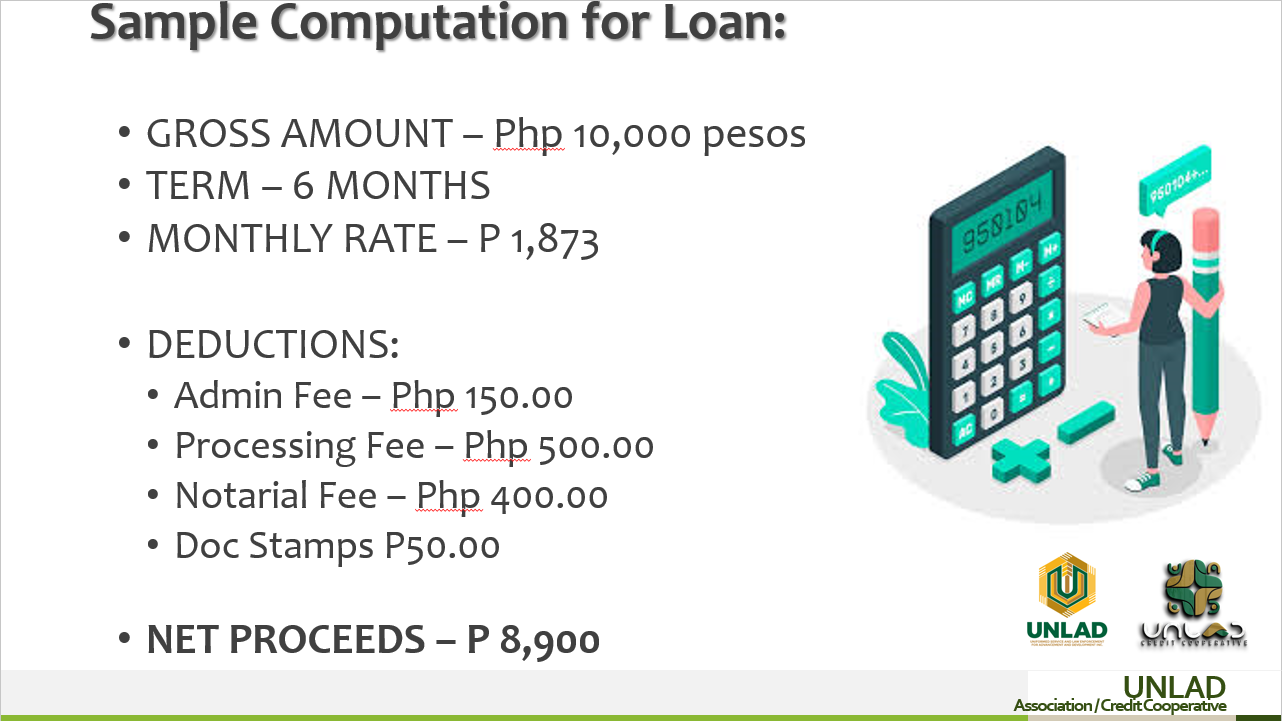 Sample Computation for Loan:
• GROSS AMOUNT – Php 10,000 pesos
• TERM – 6 MONTHS
• MONTHLY RATE – P 1,873
• DEDUCTIONS:
• Admin Fee – Php 150.00
• Processing Fee – Php 500.00
• Notarial Fee – Php 400.00
• Doc Stamps P50.00
• NET PROCEEDS – P 8,900
950104+...
950104
MC MR M- M+
7 8 9 ÷
4 5 6 ×
1 2 3 −
AC 0
UNLAD
UNLAD
CREDIT COOPERATIVE
UNLAD
Association / Credit Cooperative